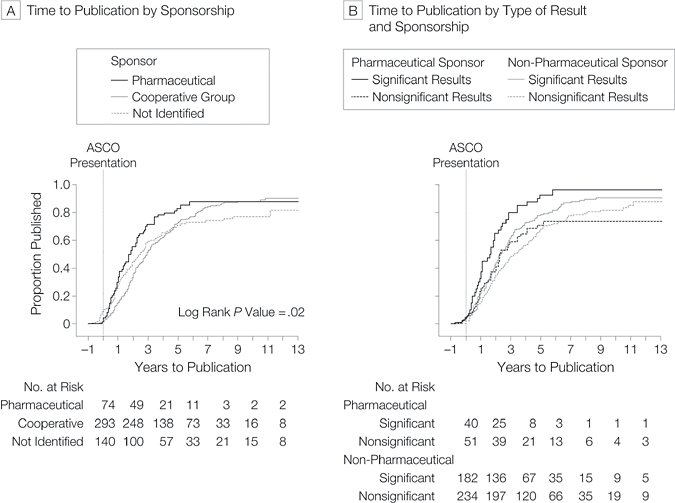 A Time to Publication by Sponsorship
Sponsor
Pharmaceutical
Cooperative Group
Not Identified
ASCO
Presentation
Proportion Published
1.0
0.8
0.6
0.4
0.2
0
Log Rank P Value = .02
−1 1 3 5 7 9 11 13
Years to Publication
No. at Risk
Pharmaceutical 74 49 21 11 3 2 2
Cooperative 293 248 138 73 33 16 8
Not Identified 140 100 57 33 21 15 8
B Time to Publication by Type of Result
and Sponsorship
Pharmaceutical Sponsor Non-Pharmaceutical Sponsor
Significant Results Significant Results
Nonsignificant Results Nonsignificant Results
ASCO
Presentation
−1 1 3 5 7 9 11 13
Years to Publication
No. at Risk
Pharmaceutical
Significant 40 25 8 3 1 1 1
Nonsignificant 51 39 21 13 6 4 3
Non-Pharmaceutical
Significant 182 136 67 35 15 9 5
Nonsignificant 234 197 120 66 35 19 9